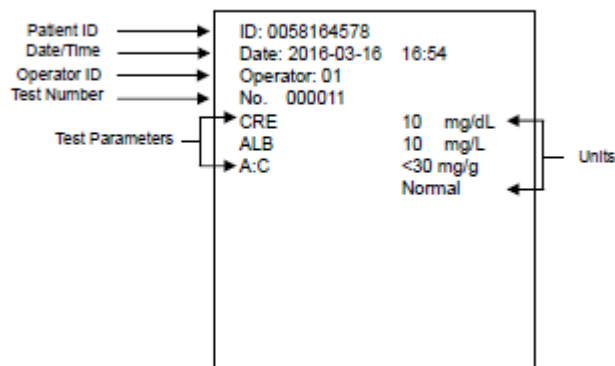 Patient ID ID: 0058164578
Date/Time Date: 2016-03-16 16:54
Operator ID Operator: 01
Test Number No. 000011
CRE 10 mg/dL
Test Parameters ALB 10 mg/L Units
A:C <30 mg/g
Normal